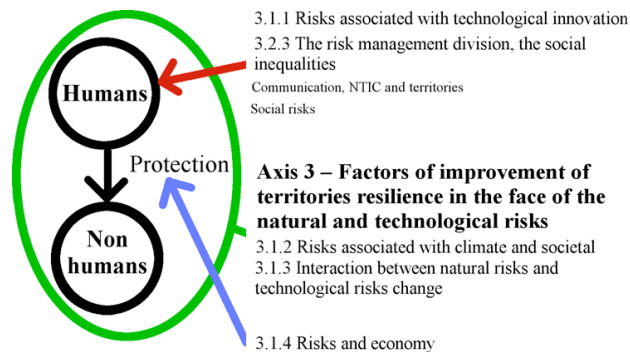 3.1.1 Risks associated with technological innovation
3.2.3 The risk management division, the social
inequalities
Communication, NTIC and territories
Social risks
Humans
Protection
Non
humans
Axis 3 – Factors of improvement of
territories resilience in the face of the
natural and technological risks
3.1.2 Risks associated with climate and societal
3.1.3 Interaction between natural risks and
technological risks change
3.1.4 Risks and economy